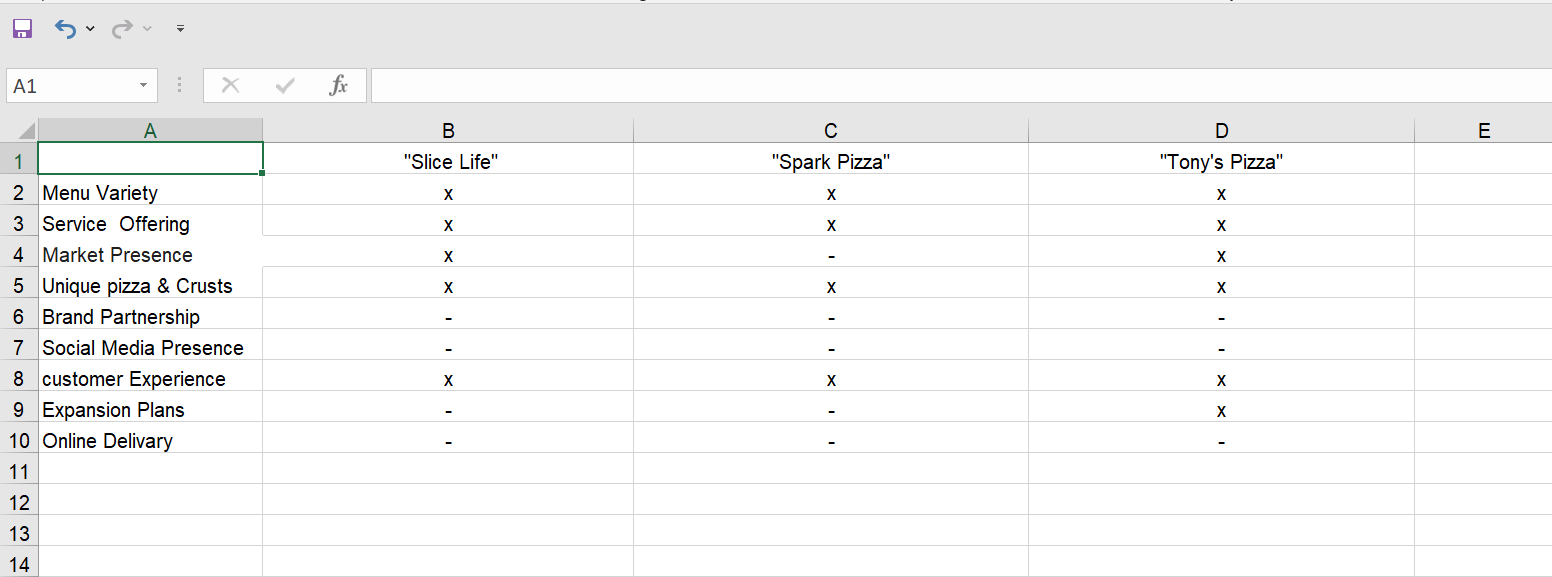 A1 fx
A B C D E
1 "Slice Life" "Spark Pizza" "Tony's Pizza"
2 Menu Variety x x x
3 Service  Offering x x x
4 Market Presence x - x
5 Unique pizza & Crusts x x x
6 Brand Partnership - - -
7 Social Media Presence - - -
8 customer Experience x x x
9 Expansion Plans - - x
10 Online Delivary - - -
11
12
13
14